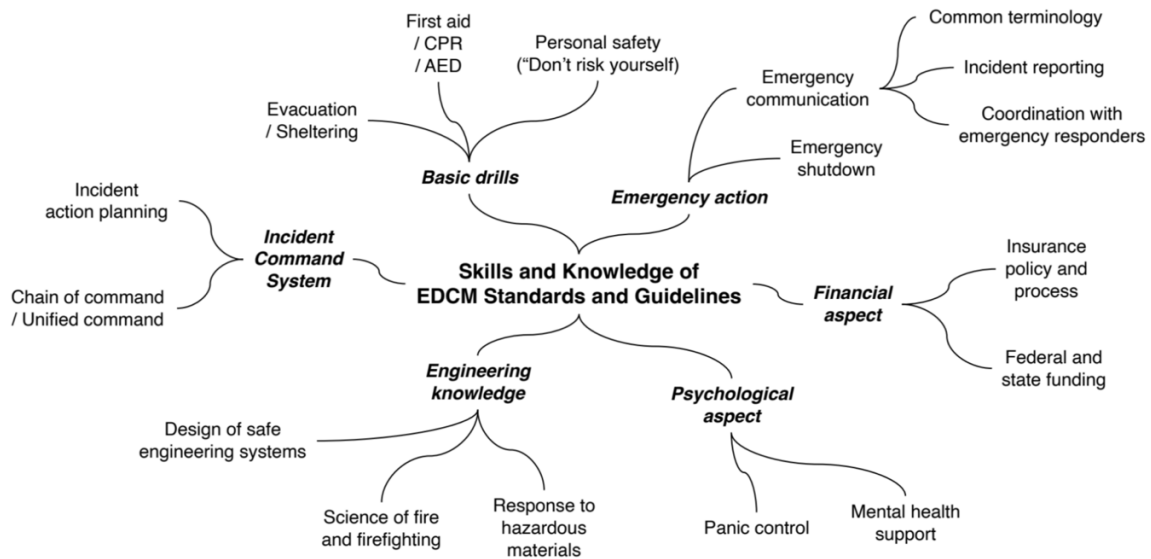 First aid
/ CPR
/ AED
Personal safety
(“Don’t risk yourself)
Evacuation
/ Sheltering
Basic drills
Common terminology
Emergency
communication
Incident reporting
Coordination with
emergency responders
Emergency
shutdown
Emergency action
Incident
action planning
Incident
Command
System
Chain of command
/ Unified command
Skills and Knowledge of
EDCM Standards and Guidelines
Insurance
policy and
process
Financial
aspect
Federal and
state funding
Engineering
knowledge
Design of safe
engineering systems
Science of fire
and firefighting
Response to
hazardous
materials
Psychological
aspect
Panic control
Mental health
support